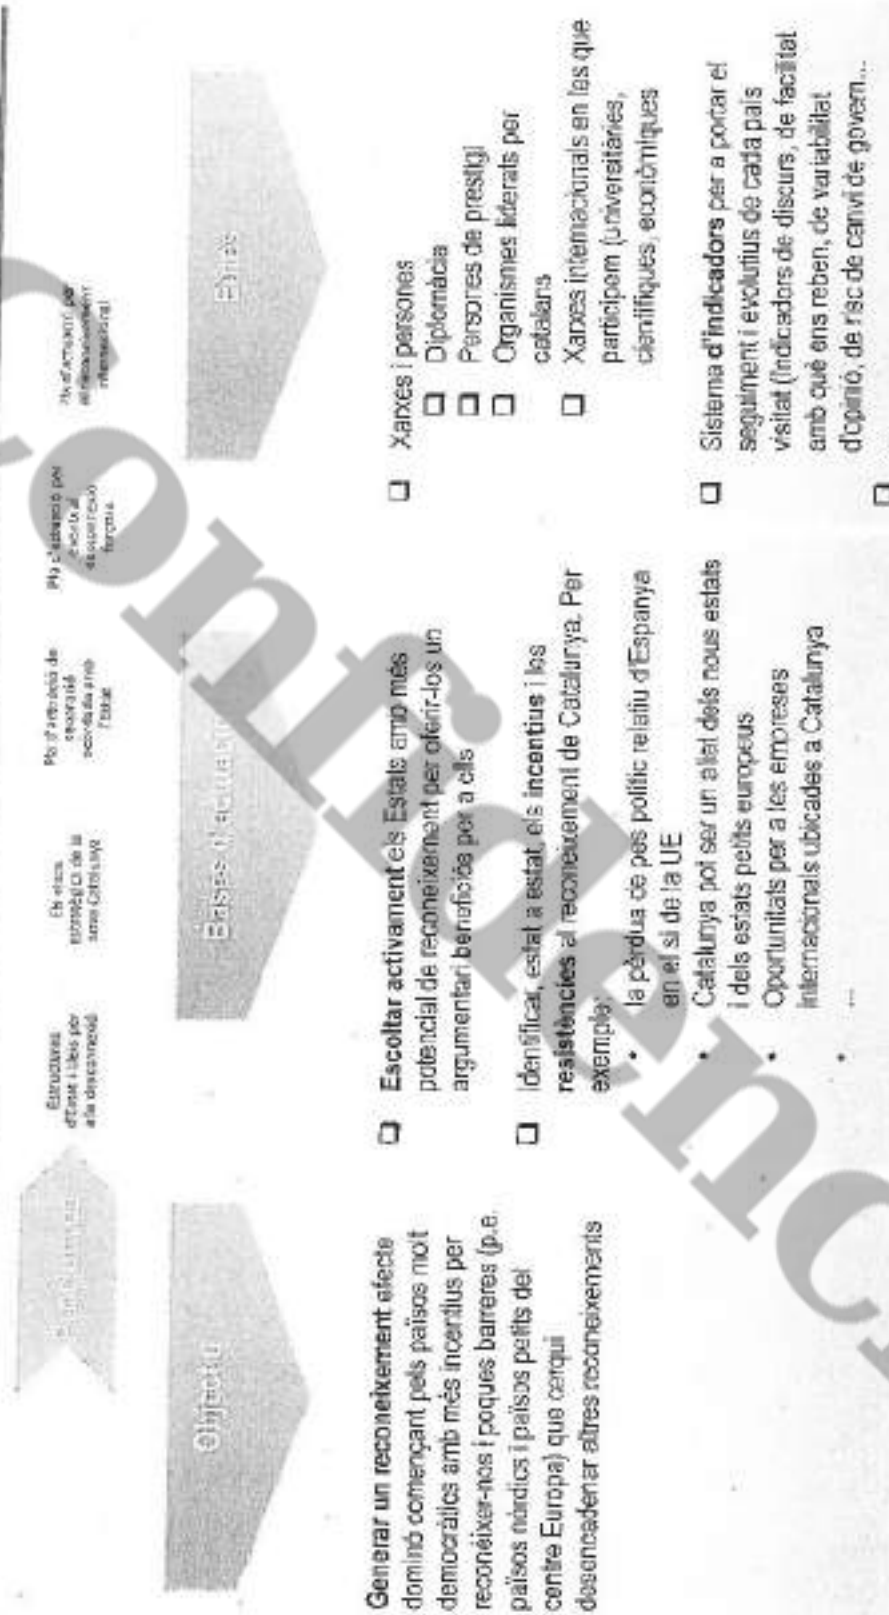 Estructures
d'Estat i lleis per
a la desconnexió
Els eixos
estratègics de la
nova Catalunya
Pla d'actuació de
secessió
acordada amb
l'Estat
Pla d'actuació per
eventual
desconnexió
forçosa
Pla d'actuació per
al reconeixement
internacional
Objectiu
Generar un reconeixement efecte
dominó començant pels països molt
democràtics amb més incentius per
reconèixer-nos i poques barreres (p.e.
països nòrdics i països petits del
centre Europa) que cerqui
desencadenar altres reconeixements
Bases d'actuació
❑ Escoltar activament els Estats amb més
potencial de reconeixement per oferir-los un
argumentari beneficiós per a ells
❑ Identificar, estat a estat, els incentius i les
resistències al reconeixement de Catalunya. Per
exemple:
• la pèrdua de pes polític relatiu d'Espanya
en el si de la UE
• Catalunya pot ser un aliat dels nous estats
i dels estats petits europeus
• Oportunitats per a les empreses
internacionals ubicades a Catalunya
• ...
Eines
❑ Xarxes i persones
❑ Diplomàcia
❑ Persones de prestigi
❑ Organismes liderats per
catalans
❑ Xarxes internacionals en les que
participem (universitàries,
científiques, econòmiques
❑ Sistema d'indicadors per a portar el
seguiment i evolutius de cada país
visitat (indicadors de discurs, de facilitat
amb què ens reben, de variabilitat
d'opinió, de risc de canvi de govern...
❑
Confidenci